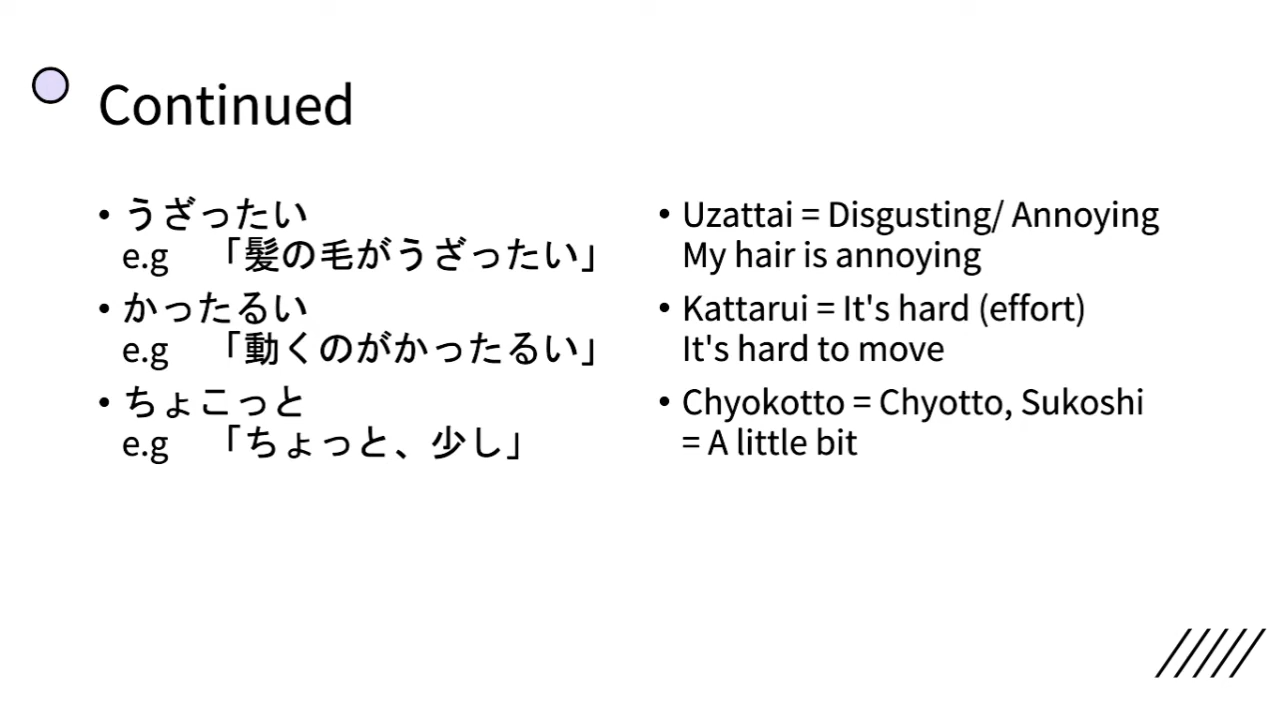 Continued
• うざったい
e.g 「髪の毛がうざったい」
• かったるい
e.g 「動くのがかったるい」
• ちょこっと
e.g 「ちょっと、少し」
• Uzattai = Disgusting/ Annoying
My hair is annoying
• Kattarui = It's hard (effort)
It's hard to move
• Chyokotto = Chyotto, Sukoshi
= A little bit